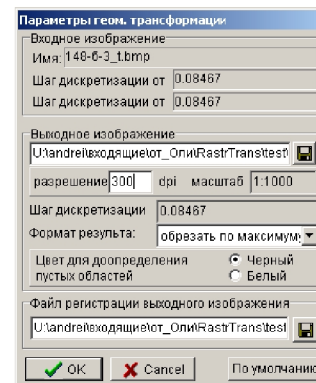 Параметры геом. трансформации
Входное изображение
Имя: 148-6-3_t.bmp
Шаг дискретизации от 0.08467
Шаг дискретизации от 0.08467
Выходное изображение
U:\andrei\входящие\от_Оли\RastrTrans\test
разрешение 300 dpi масштаб 1:1000
Шаг дискретизации 0.08467
Формат результа: обрезать по максимум
Цвет для доопределения Черный
пустых областей Белый
Файл регистрации выходного изображения
U:\andrei\входящие\от_Оли\RastrTrans\test
OK Cancel По умолчанию